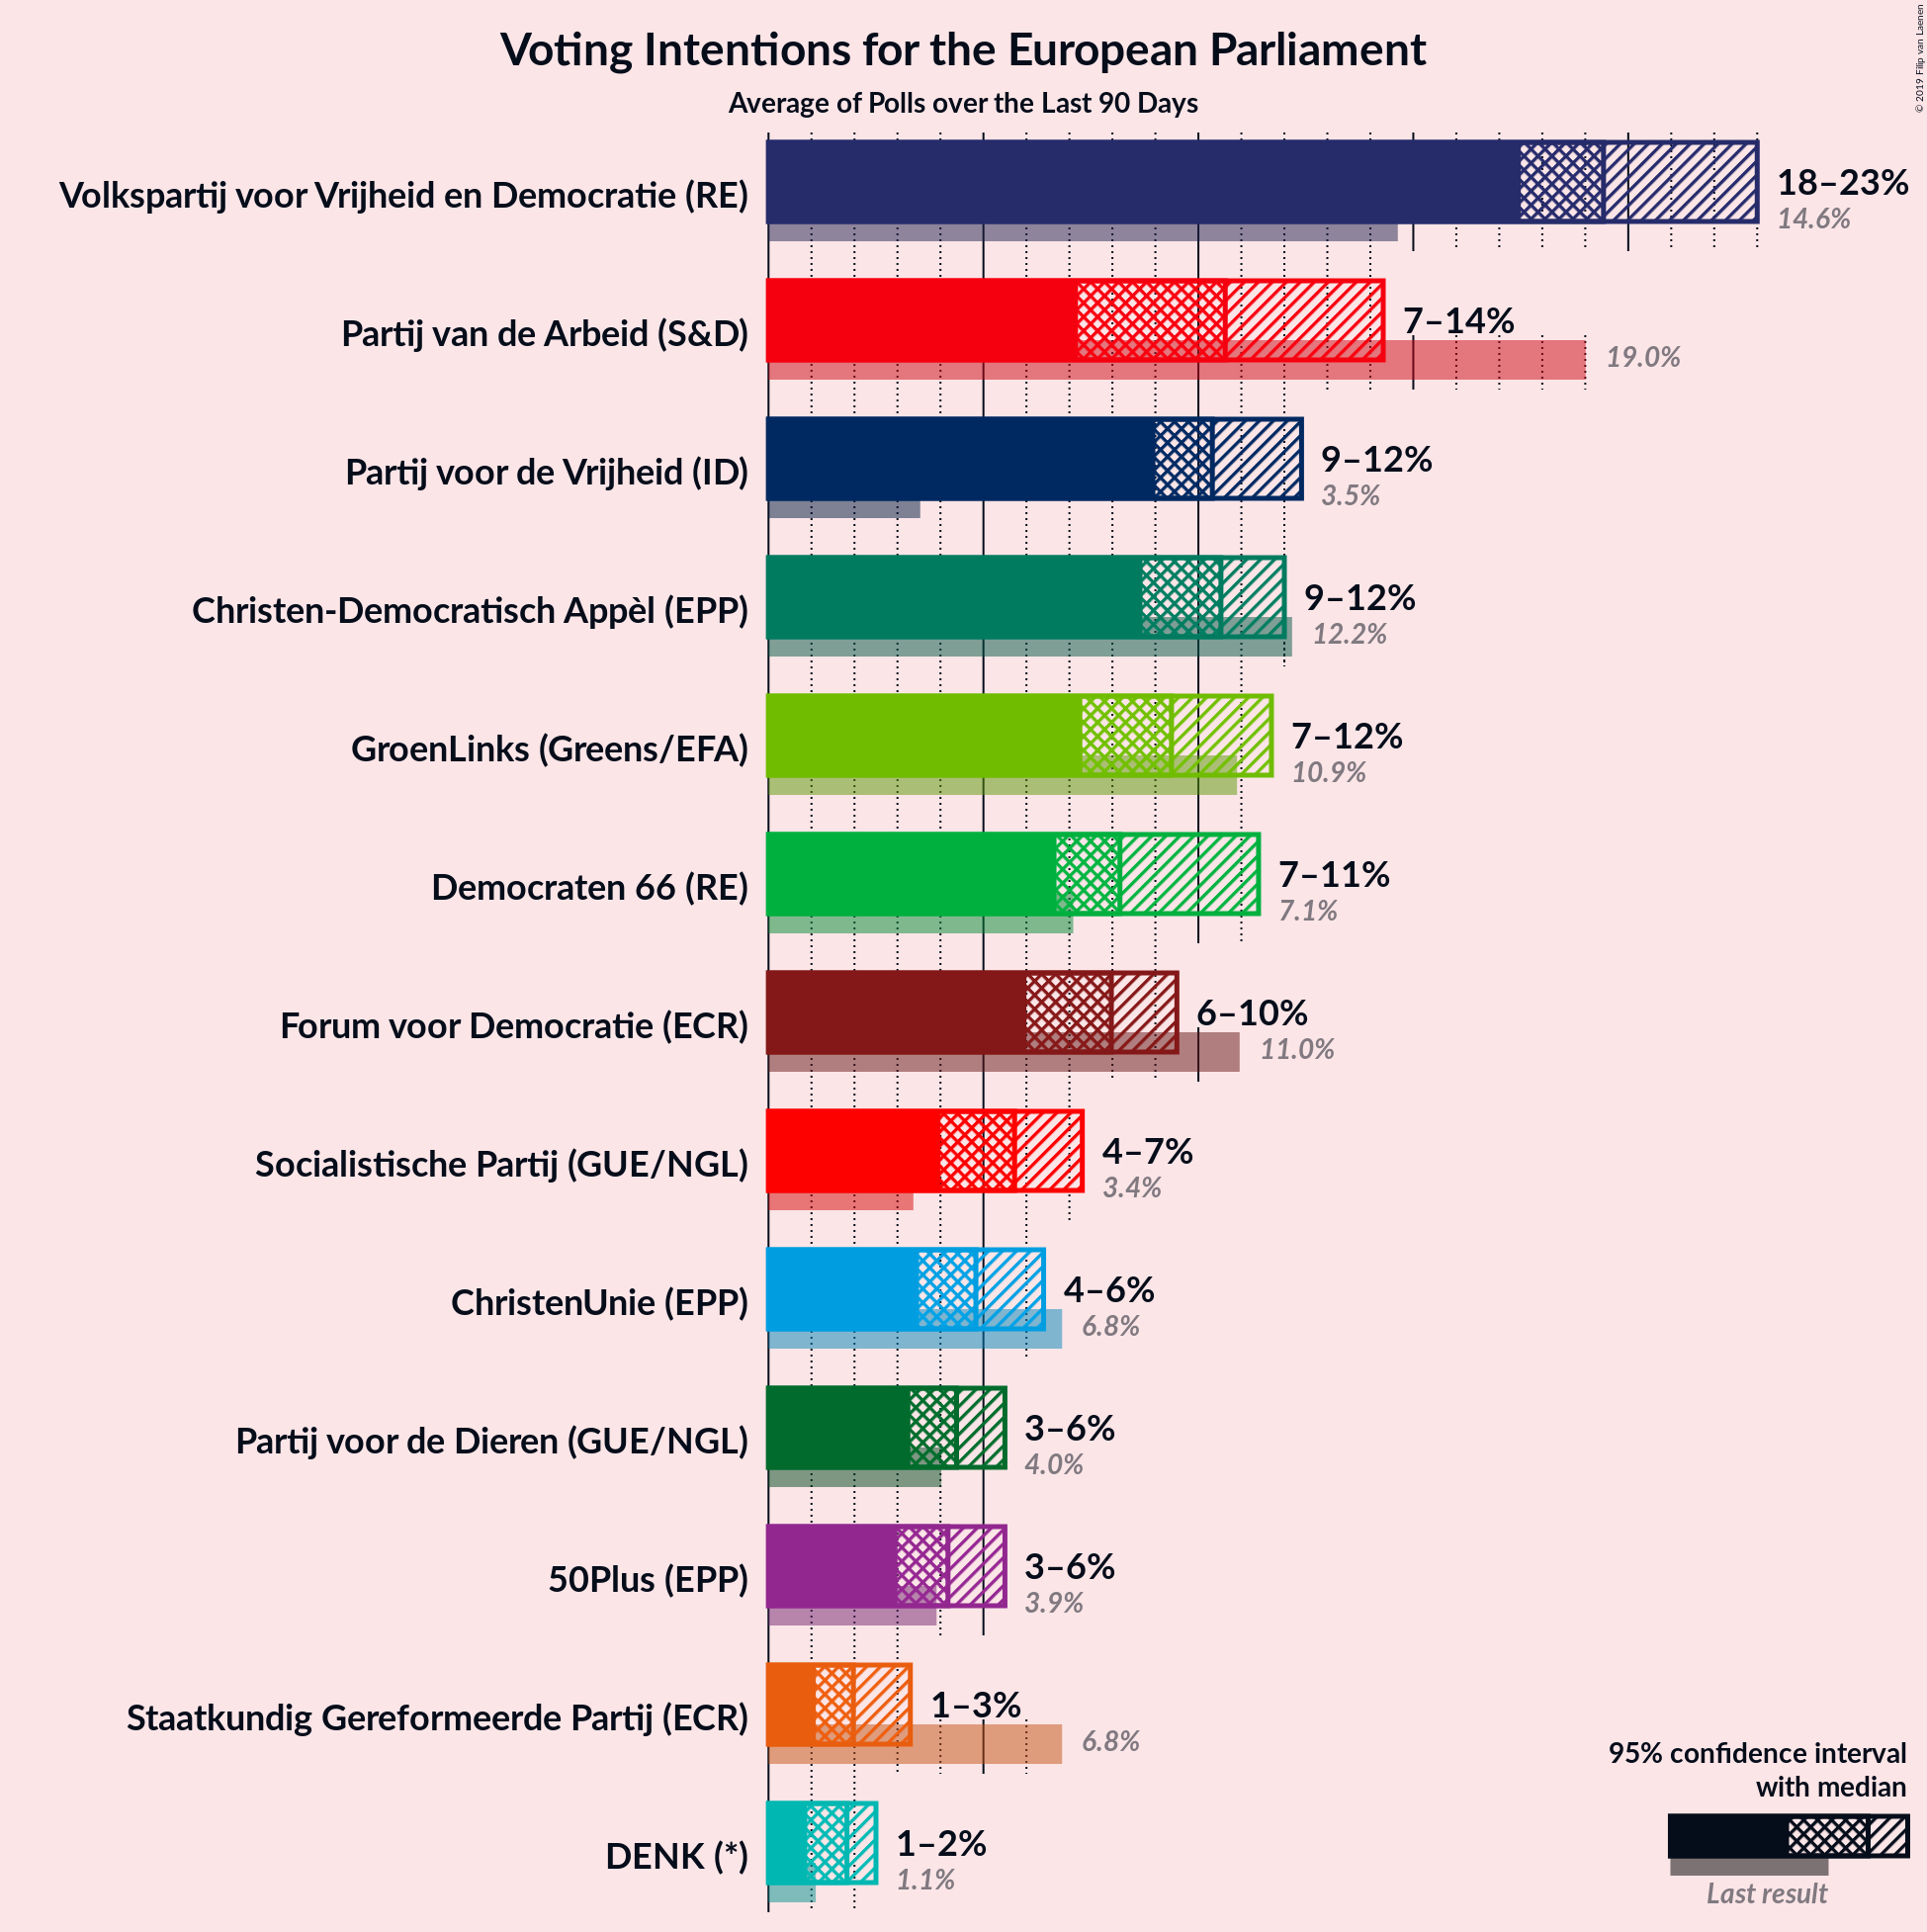 © 2019 Filip van Laenen
Voting Intentions for the European Parliament
Average of Polls over the Last 90 Days
Volkspartij voor Vrijheid en Democratie (RE)
18–23%
14.6%
Partij van de Arbeid (S&D)
7–14%
19.0%
Partij voor de Vrijheid (ID)
9–12%
3.5%
Christen-Democratisch Appèl (EPP)
9–12%
12.2%
GroenLinks (Greens/EFA)
7–12%
10.9%
Democraten 66 (RE)
7–11%
7.1%
Forum voor Democratie (ECR)
6–10%
11.0%
Socialistische Partij (GUE/NGL)
4–7%
3.4%
ChristenUnie (EPP)
4–6%
6.8%
Partij voor de Dieren (GUE/NGL)
3–6%
4.0%
50Plus (EPP)
3–6%
3.9%
Staatkundig Gereformeerde Partij (ECR)
1–3%
6.8%
DENK (*)
1–2%
1.1%
95% confidence interval
with median
Last result